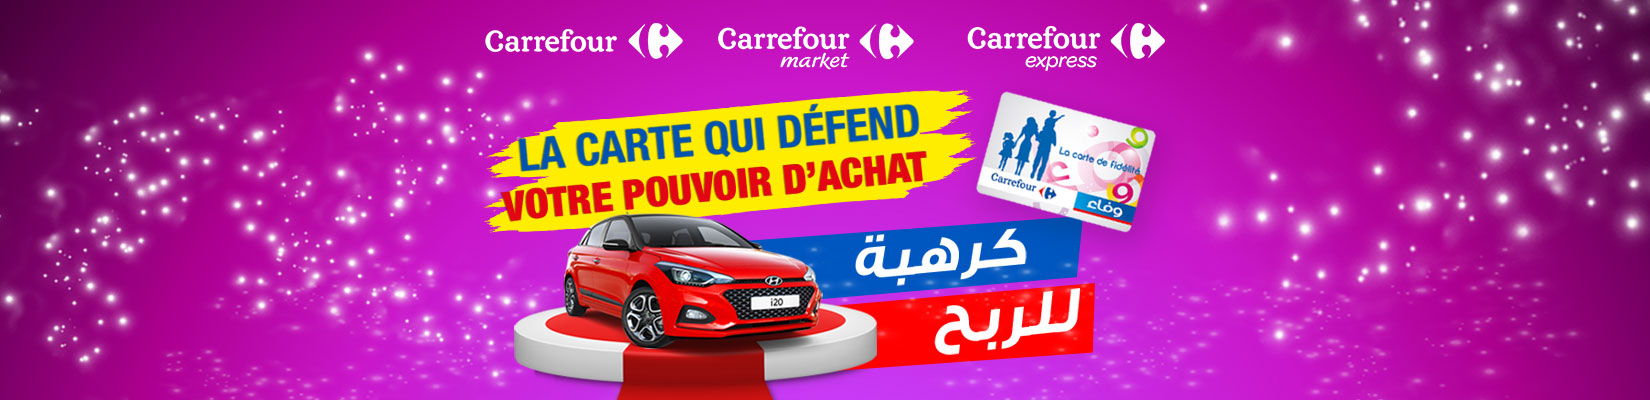 Carrefour
Carrefour market
Carrefour express
LA CARTE QUI DÉFEND
VOTRE POUVOIR D'ACHAT
La carte de fidélité
Carrefour
وفاء
كرهبة
للربح
i20